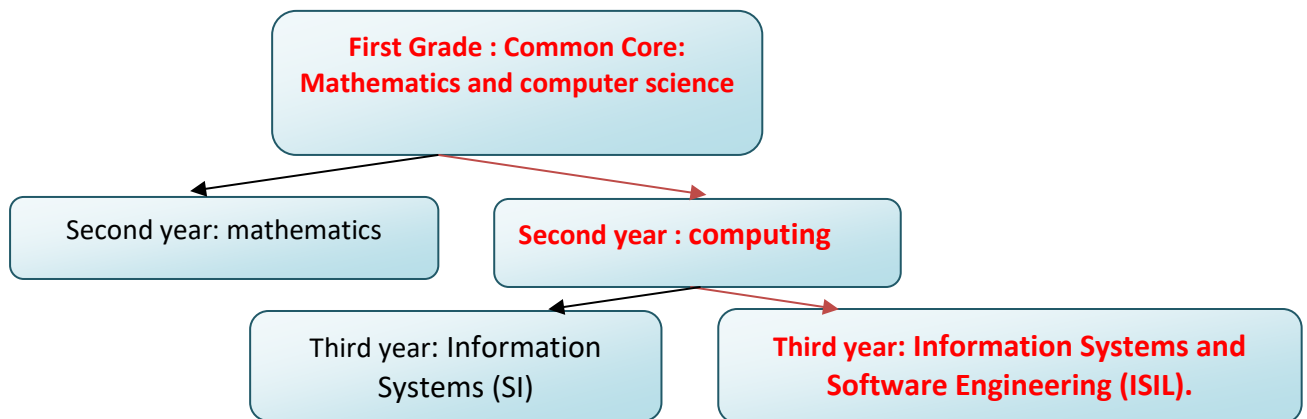 First Grade : Common Core:
Mathematics and computer science
Second year: mathematics
Second year : computing
Third year: Information
Systems (SI)
Third year: Information Systems and
Software Engineering (ISIL).